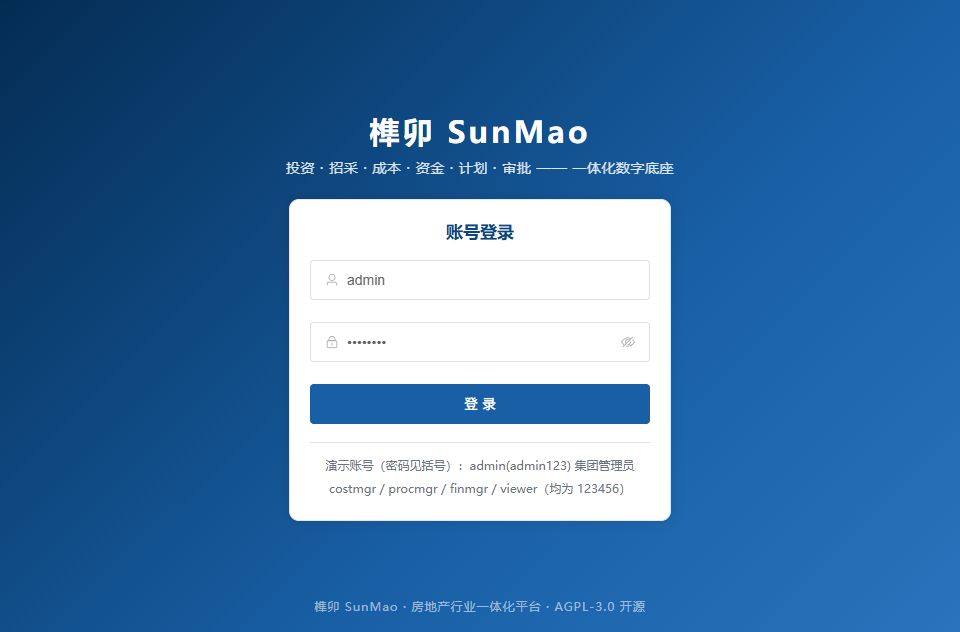 榫卯 SunMao
投资 · 招采 · 成本 · 资金 · 计划 · 审批 —— 一体化数字底座
账号登录
admin
••••••••
登 录
演示账号（密码见括号）：admin(admin123) 集团管理员
costmgr / procmgr / finmgr / viewer（均为 123456）
榫卯 SunMao · 房地产行业一体化平台 · AGPL-3.0 开源